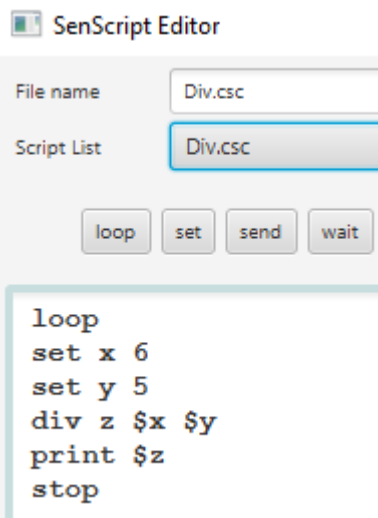 SenScript Editor
File name Div.csc
Script List Div.csc
loop set send wait
loop
set x 6
set y 5
div z $x $y
print $z
stop